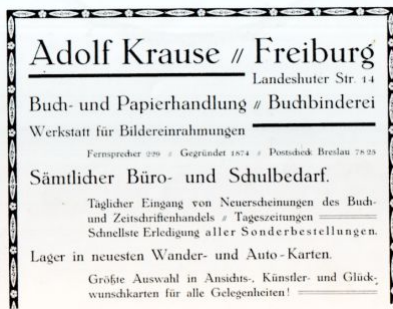 Adolf Krause // Freiburg
Landeshuter Str. 14
Buch- und Papierhandlung // Buchbinderei
Werkstatt für Bildereinrahmungen
Fernsprecher 229 // Gegründet 1874 // Postscheck Breslau 78 25
Sämtlicher Büro- und Schulbedarf.
Täglicher Eingang von Neuerscheinungen des Buch-
und Zeitschriftenhandels // Tageszeitungen
Schnellste Erledigung aller Sonderbestellungen.
Lager in neuesten Wander- und Auto-Karten.
Größte Auswahl in Ansichts-, Künstler- und Glück-
wunschkarten für alle Gelegenheiten!